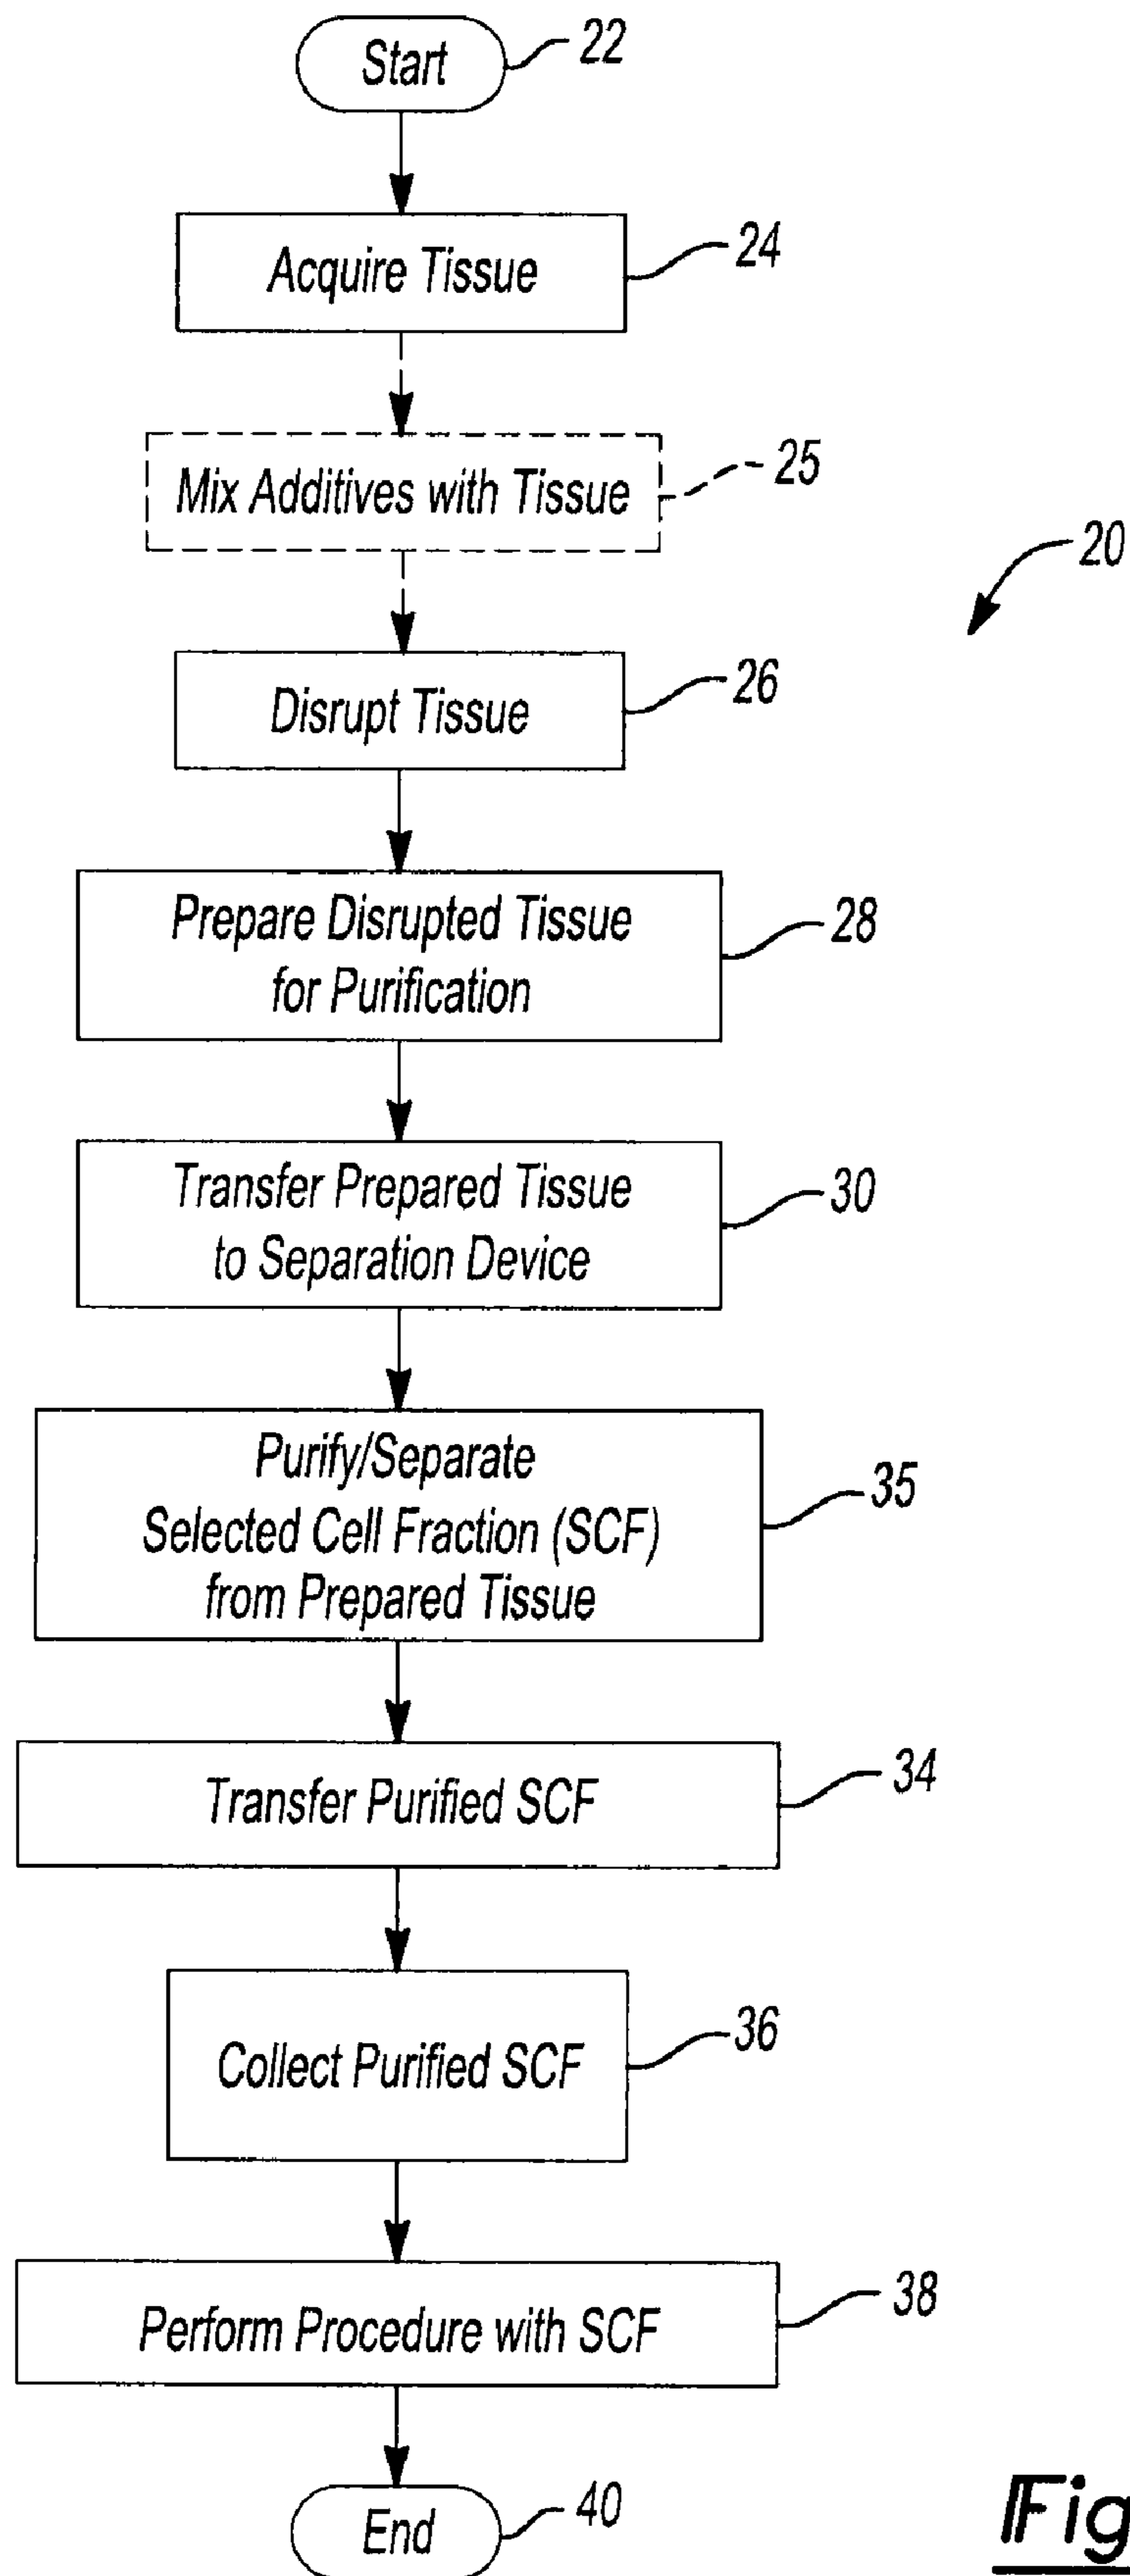 Start
22
Acquire Tissue
24
Mix Additives with Tissue
25
20
Disrupt Tissue
26
Prepare Disrupted Tissue
for Purification
28
Transfer Prepared Tissue
to Separation Device
30
Purify/Separate
Selected Cell Fraction (SCF)
from Prepared Tissue
35
Transfer Purified SCF
34
Collect Purified SCF
36
Perform Procedure with SCF
38
End
40
Fig